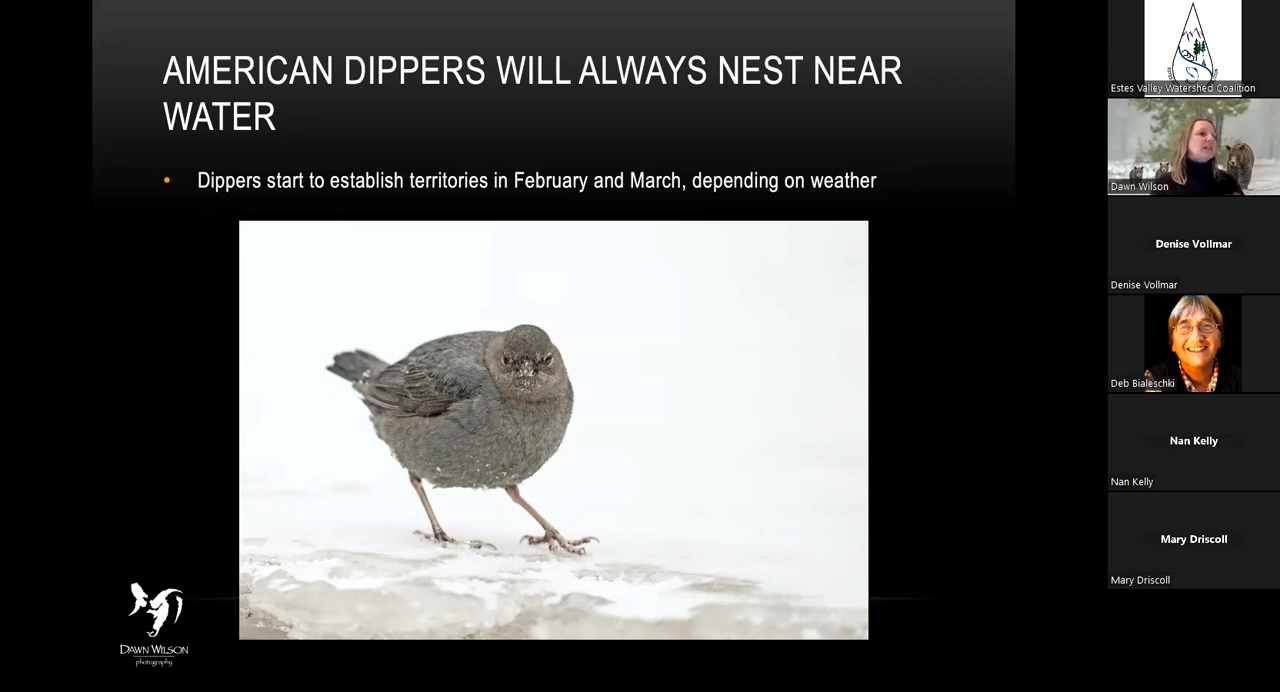 AMERICAN DIPPERS WILL ALWAYS NEST NEAR
WATER
• Dippers start to establish territories in February and March, depending on weather
DAWN WILSON
photography
Estes Valley Watershed Coalition
Dawn Wilson
Denise Vollmar
Denise Vollmar
Deb Bialeschki
Nan Kelly
Nan Kelly
Mary Driscoll
Mary Driscoll